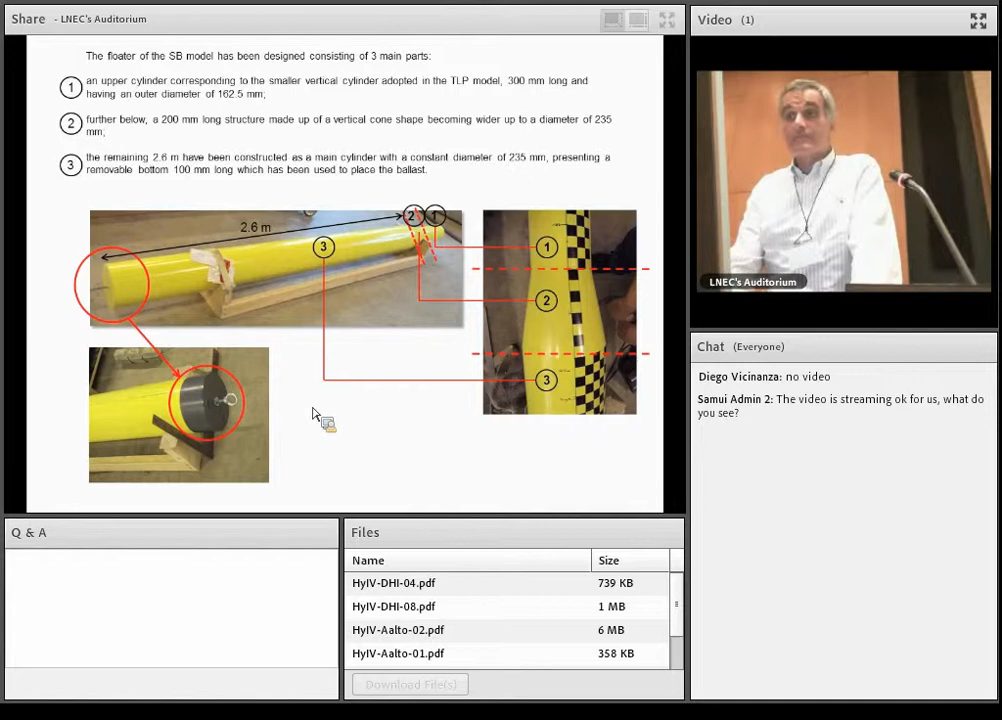 Share - LNEC's Auditorium
The floater of the SB model has been designed consisting of 3 main parts:
1 an upper cylinder corresponding to the smaller vertical cylinder adopted in the TLP model, 300 mm long and
having an outer diameter of 162.5 mm;
2 further below, a 200 mm long structure made up of a vertical cone shape becoming wider up to a diameter of 235
mm;
3 the remaining 2.6 m have been constructed as a main cylinder with a constant diameter of 235 mm, presenting a
removable bottom 100 mm long which has been used to place the ballast.
2.6 m
2 1
3
1
2
3
Video (1)
LNEC's Auditorium
Chat (Everyone)
Diego Vicinanza: no video
Samui Admin 2: The video is streaming ok for us, what do
you see?
Q & A
Files
Name Size
HyIV-DHI-04.pdf 739 KB
HyIV-DHI-08.pdf 1 MB
HyIV-Aalto-02.pdf 6 MB
HyIV-Aalto-01.pdf 358 KB
Download File(s)